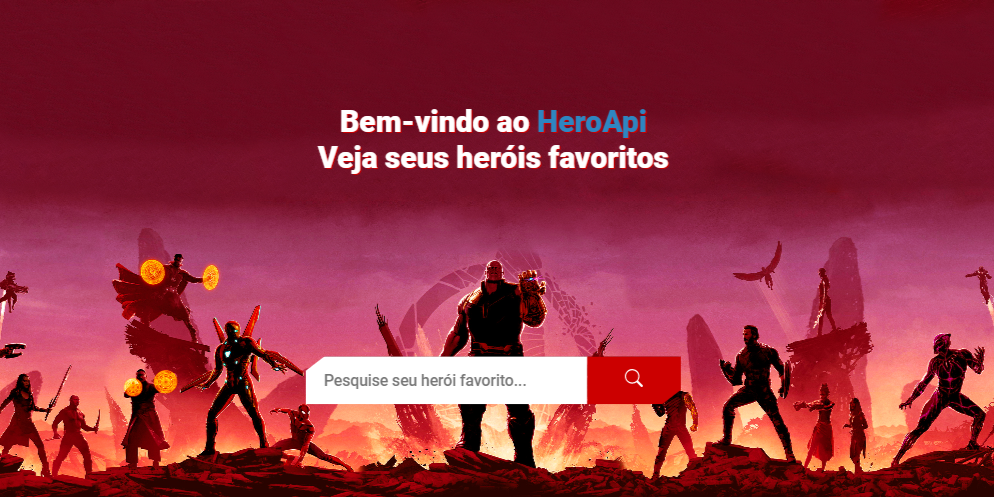 Bem-vindo ao HeroApi
Veja seus heróis favoritos
Pesquise seu herói favorito...